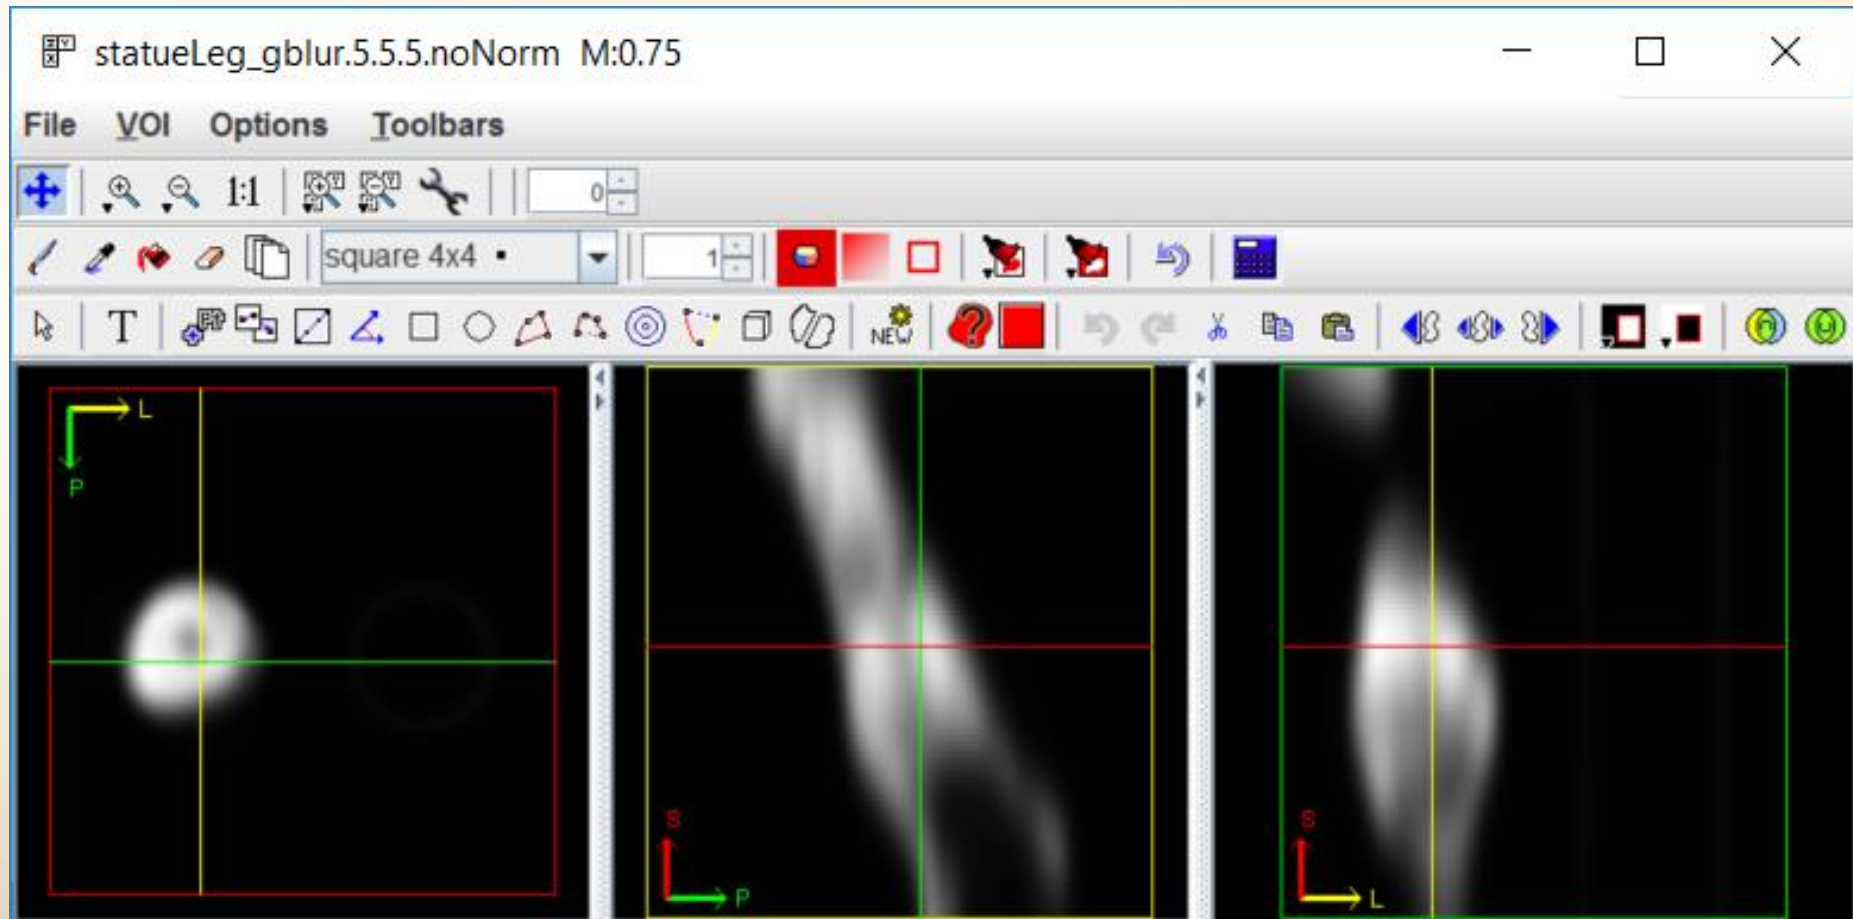 statueLeg_gblur.5.5.5.noNorm M:0.75
File VOI Options Toolbars
1:1 0
square 4x4 1
T NEW ?
L
P
S
P
S
L